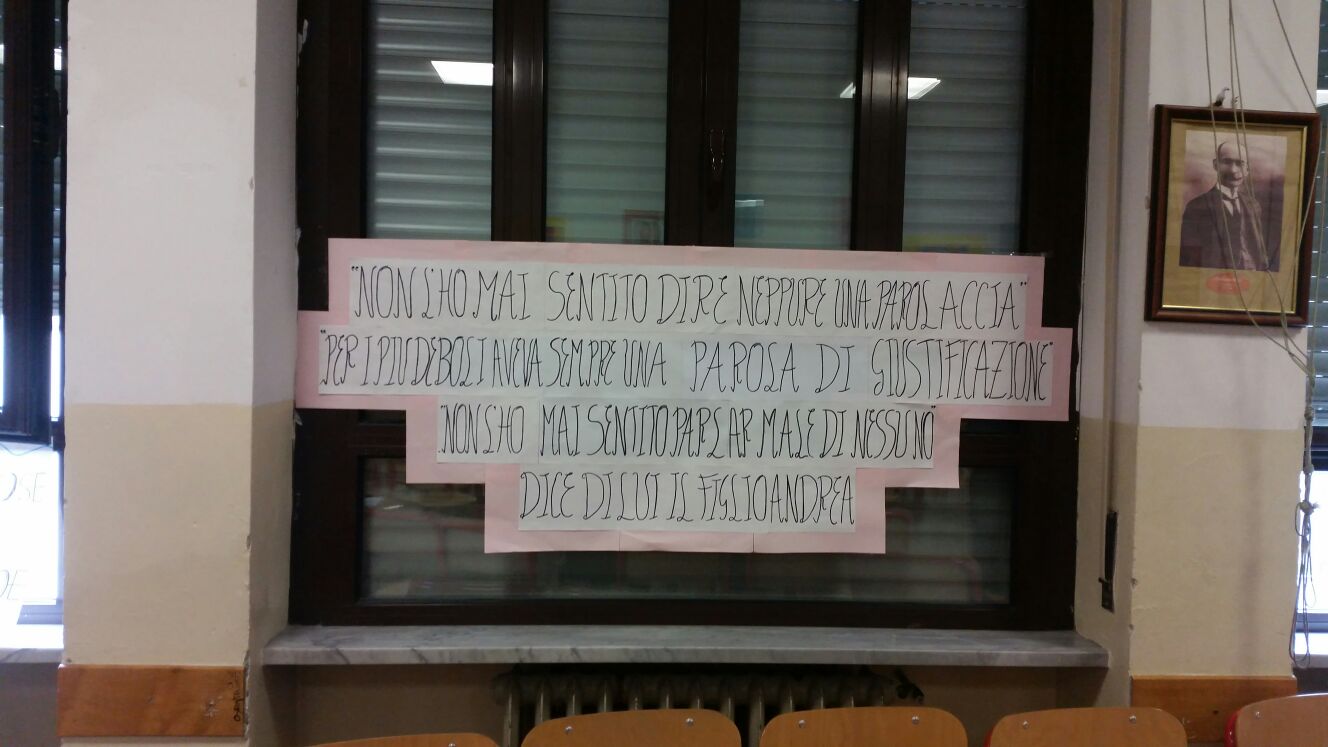 "NON L'HO MAI SENTITO DIRE NEPPURE UNA PAROLACCIA"
"PER I PIU DEBOLI AVEVA SEMPRE UNA PAROLA DI GIUSTIFICAZIONE"
"NON L'HO MAI SENTITO PARLAR MALE DI NESSUNO"
DICE DI LUI IL FIGLIO ANDREA